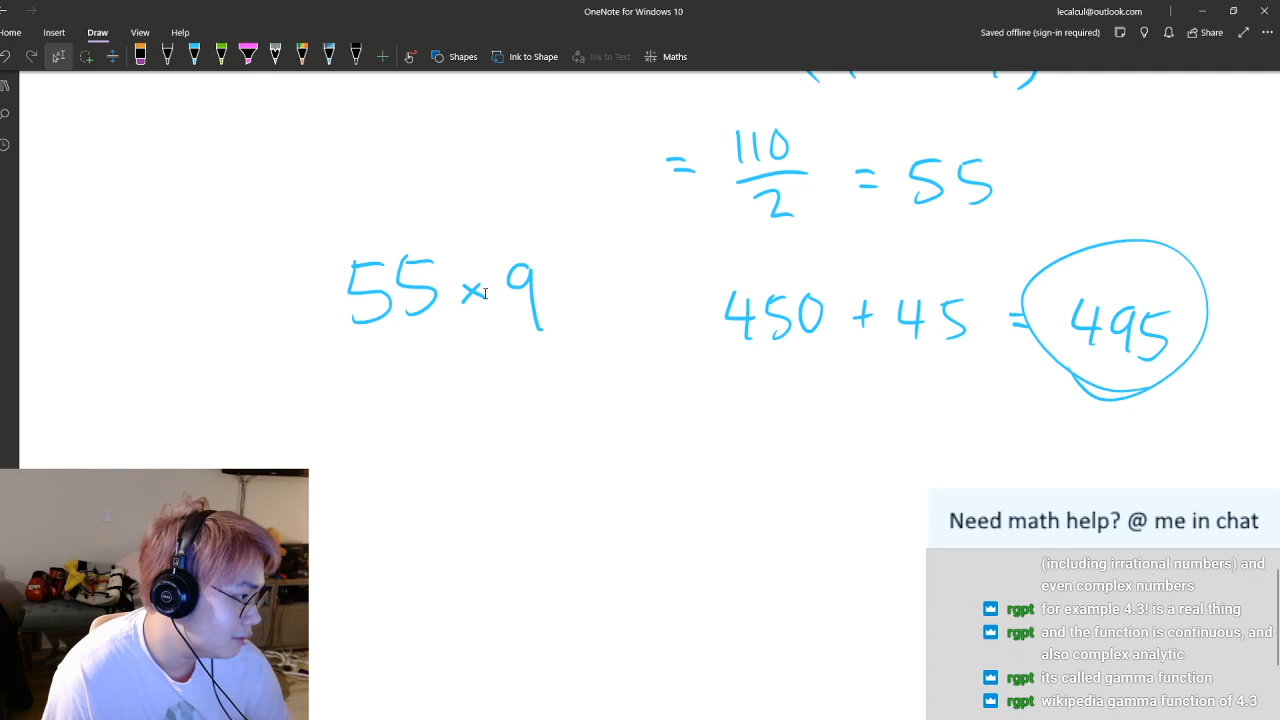 OneNote for Windows 10
lecalcul@outlook.com
Home Insert Draw View Help
Saved offline (sign-in required)
Share
Shapes
Ink to Shape
Ink to Text
Maths
= 110/2 = 55
55 × 9
450 + 45 = 495
Need math help? @ me in chat
(including irrational numbers) and
even complex numbers
rgpt for example 4.3! is a real thing
rgpt and the function is continuous, and
also complex analytic
rgpt its called gamma function
rgpt wikipedia gamma function of 4.3